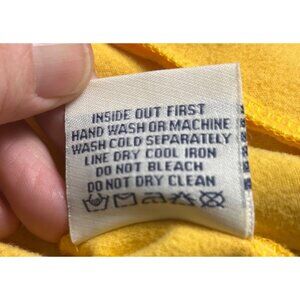 INSIDE OUT FIRST
HAND WASH OR MACHINE
WASH COLD SEPARATELY
LINE DRY COOL IRON
DO NOT BLEACH
DO NOT DRY CLEAN